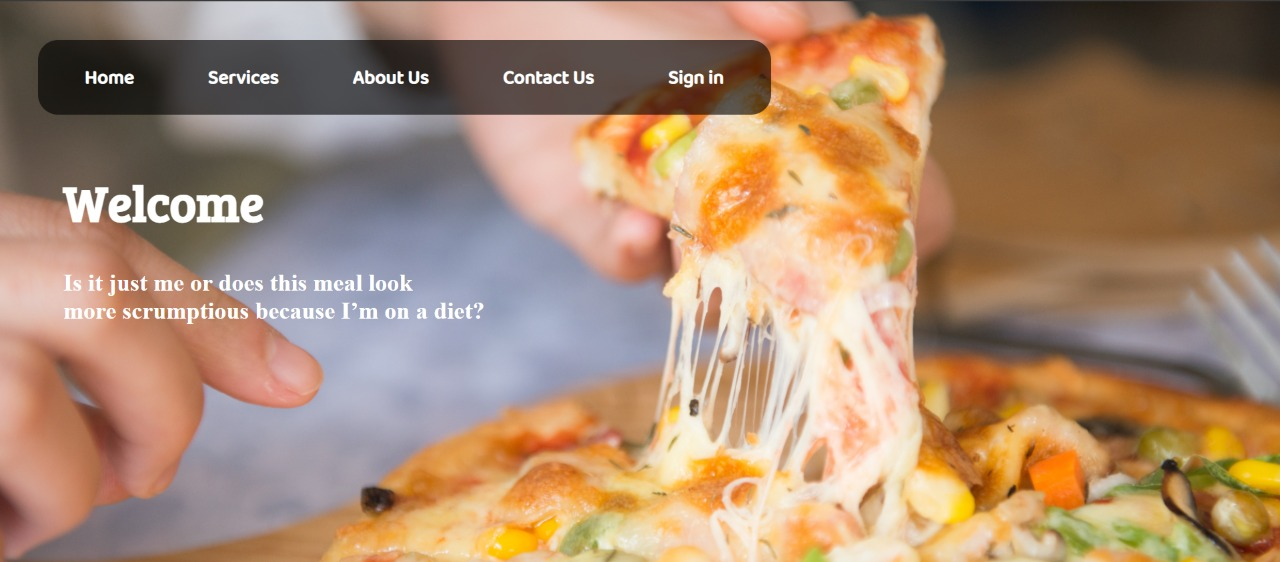 Home Services About Us Contact Us Sign in
Welcome
Is it just me or does this meal look
more scrumptious because I’m on a diet?